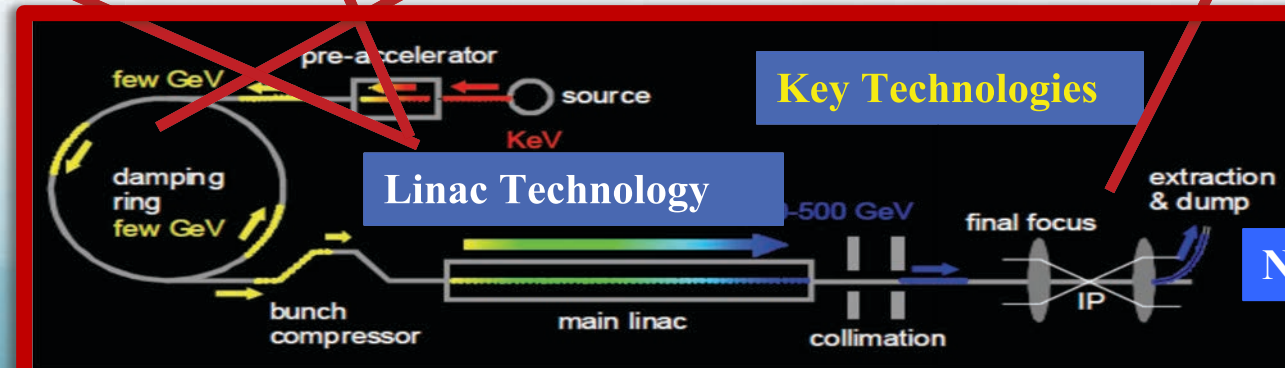 pre-accelerator
few GeV
source
Key Technologies
KeV
damping
ring
few GeV
Linac Technology
-500 GeV
extraction
& dump
final focus
IP
bunch
compressor
main linac
collimation